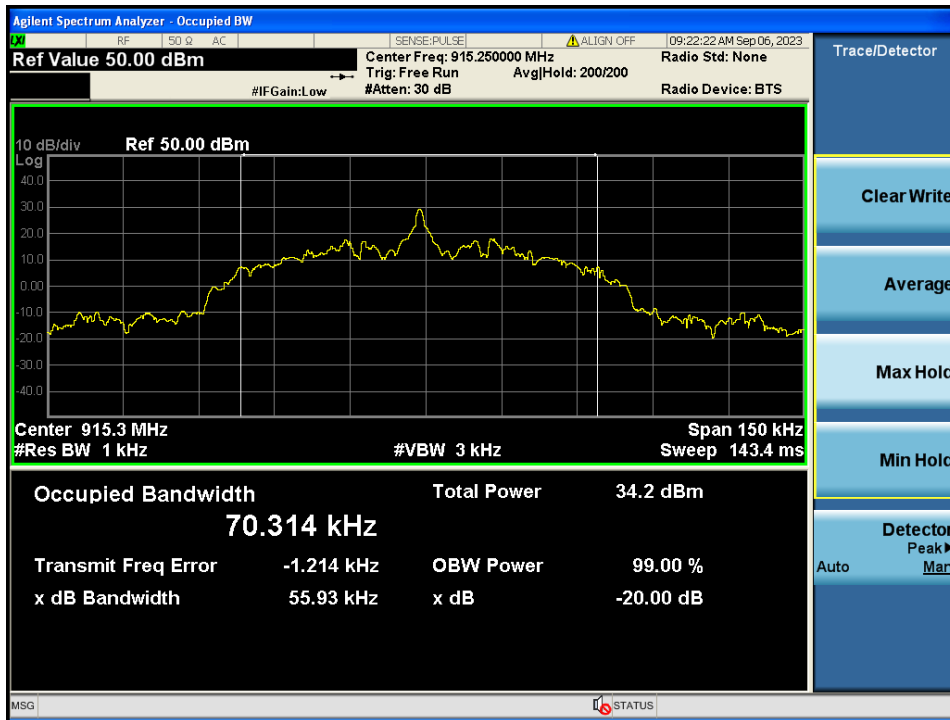 Agilent Spectrum Analyzer - Occupied BW
LXI RF 50 Ω AC SENSE:PULSE ALIGN OFF 09:22:22 AM Sep 06, 2023
Ref Value 50.00 dBm Center Freq: 915.250000 MHz Radio Std: None
Trig: Free Run Avg|Hold: 200/200
#IFGain:Low #Atten: 30 dB Radio Device: BTS
10 dB/div Ref 50.00 dBm
Log
40.0
30.0
20.0
10.0
0.00
-10.0
-20.0
-30.0
-40.0
Center 915.3 MHz Span 150 kHz
#Res BW 1 kHz #VBW 3 kHz Sweep 143.4 ms
Occupied Bandwidth Total Power 34.2 dBm
70.314 kHz
Transmit Freq Error -1.214 kHz OBW Power 99.00 %
x dB Bandwidth 55.93 kHz x dB -20.00 dB
MSG STATUS
Trace/Detector
Clear Write
Average
Max Hold
Min Hold
Detector
Peak
Auto Man